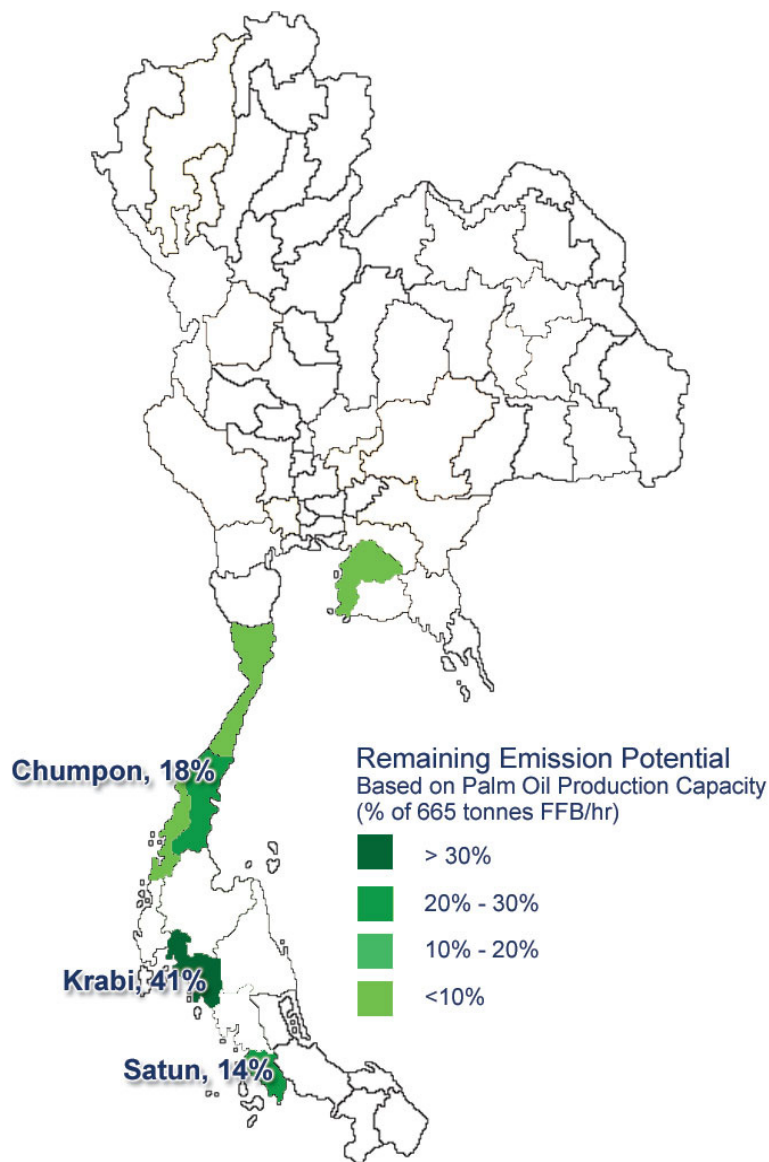 Chumpon, 18%
Remaining Emission Potential
Based on Palm Oil Production Capacity
(% of 665 tonnes FFB/hr)
> 30%
20% - 30%
10% - 20%
<10%
Krabi, 41%
Satun, 14%